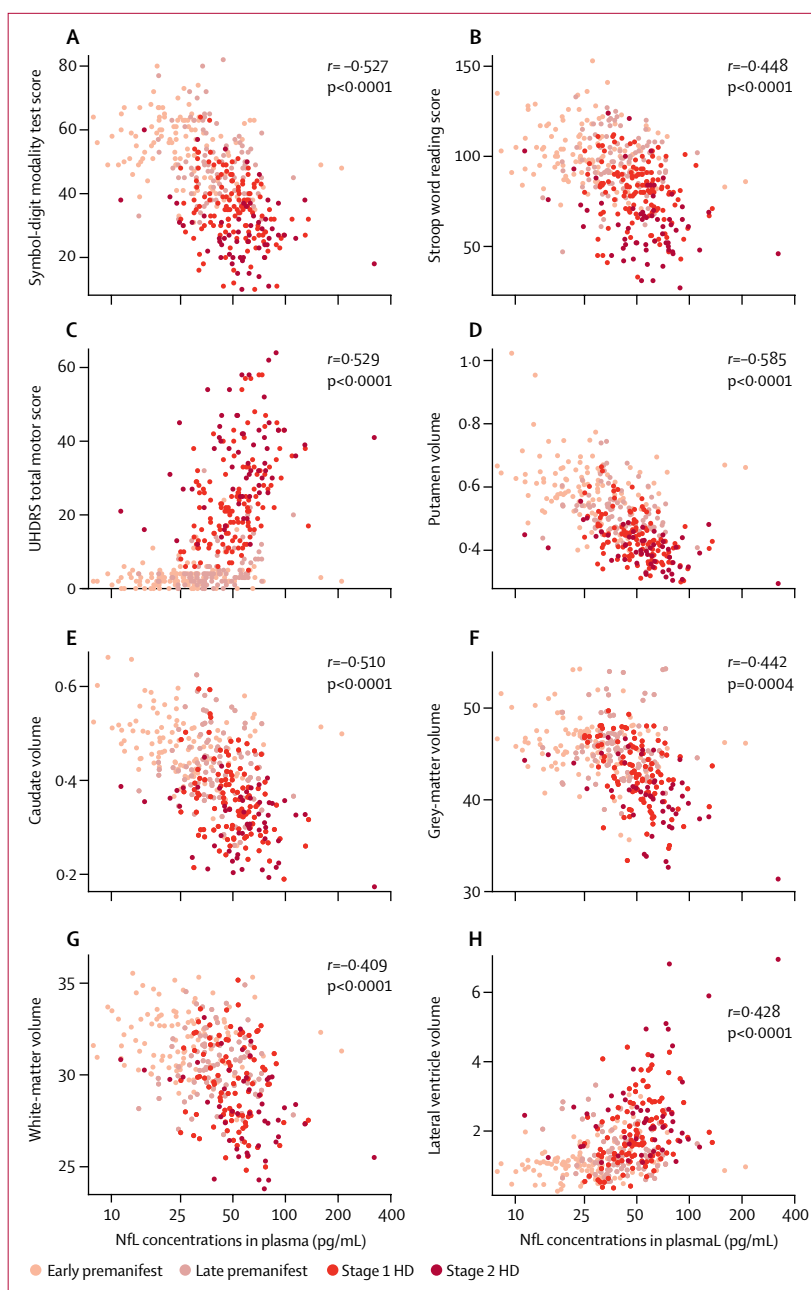 A
r=–0·527
p<0·0001
Symbol-digit modality test score
80
60
40
20
B
r=–0·448
p<0·0001
Stroop word reading score
150
100
50
C
r=0·529
p<0·0001
UHDRS total motor score
60
40
20
0
D
r=–0·585
p<0·0001
Putamen volume
1·0
0·8
0·6
0·4
E
r=–0·510
p<0·0001
Caudate volume
0·6
0·4
0·2
F
r=–0·442
p=0·0004
Grey-matter volume
50
40
30
G
r=–0·409
p<0·0001
White-matter volume
35
30
25
10 25 50 100 200 400
NfL concentrations in plasma (pg/mL)
H
r=0·428
p<0·0001
Lateral ventricle volume
6
4
2
10 25 50 100 200 400
NfL concentrations in plasmaL (pg/mL)
Early premanifest Late premanifest Stage 1 HD Stage 2 HD